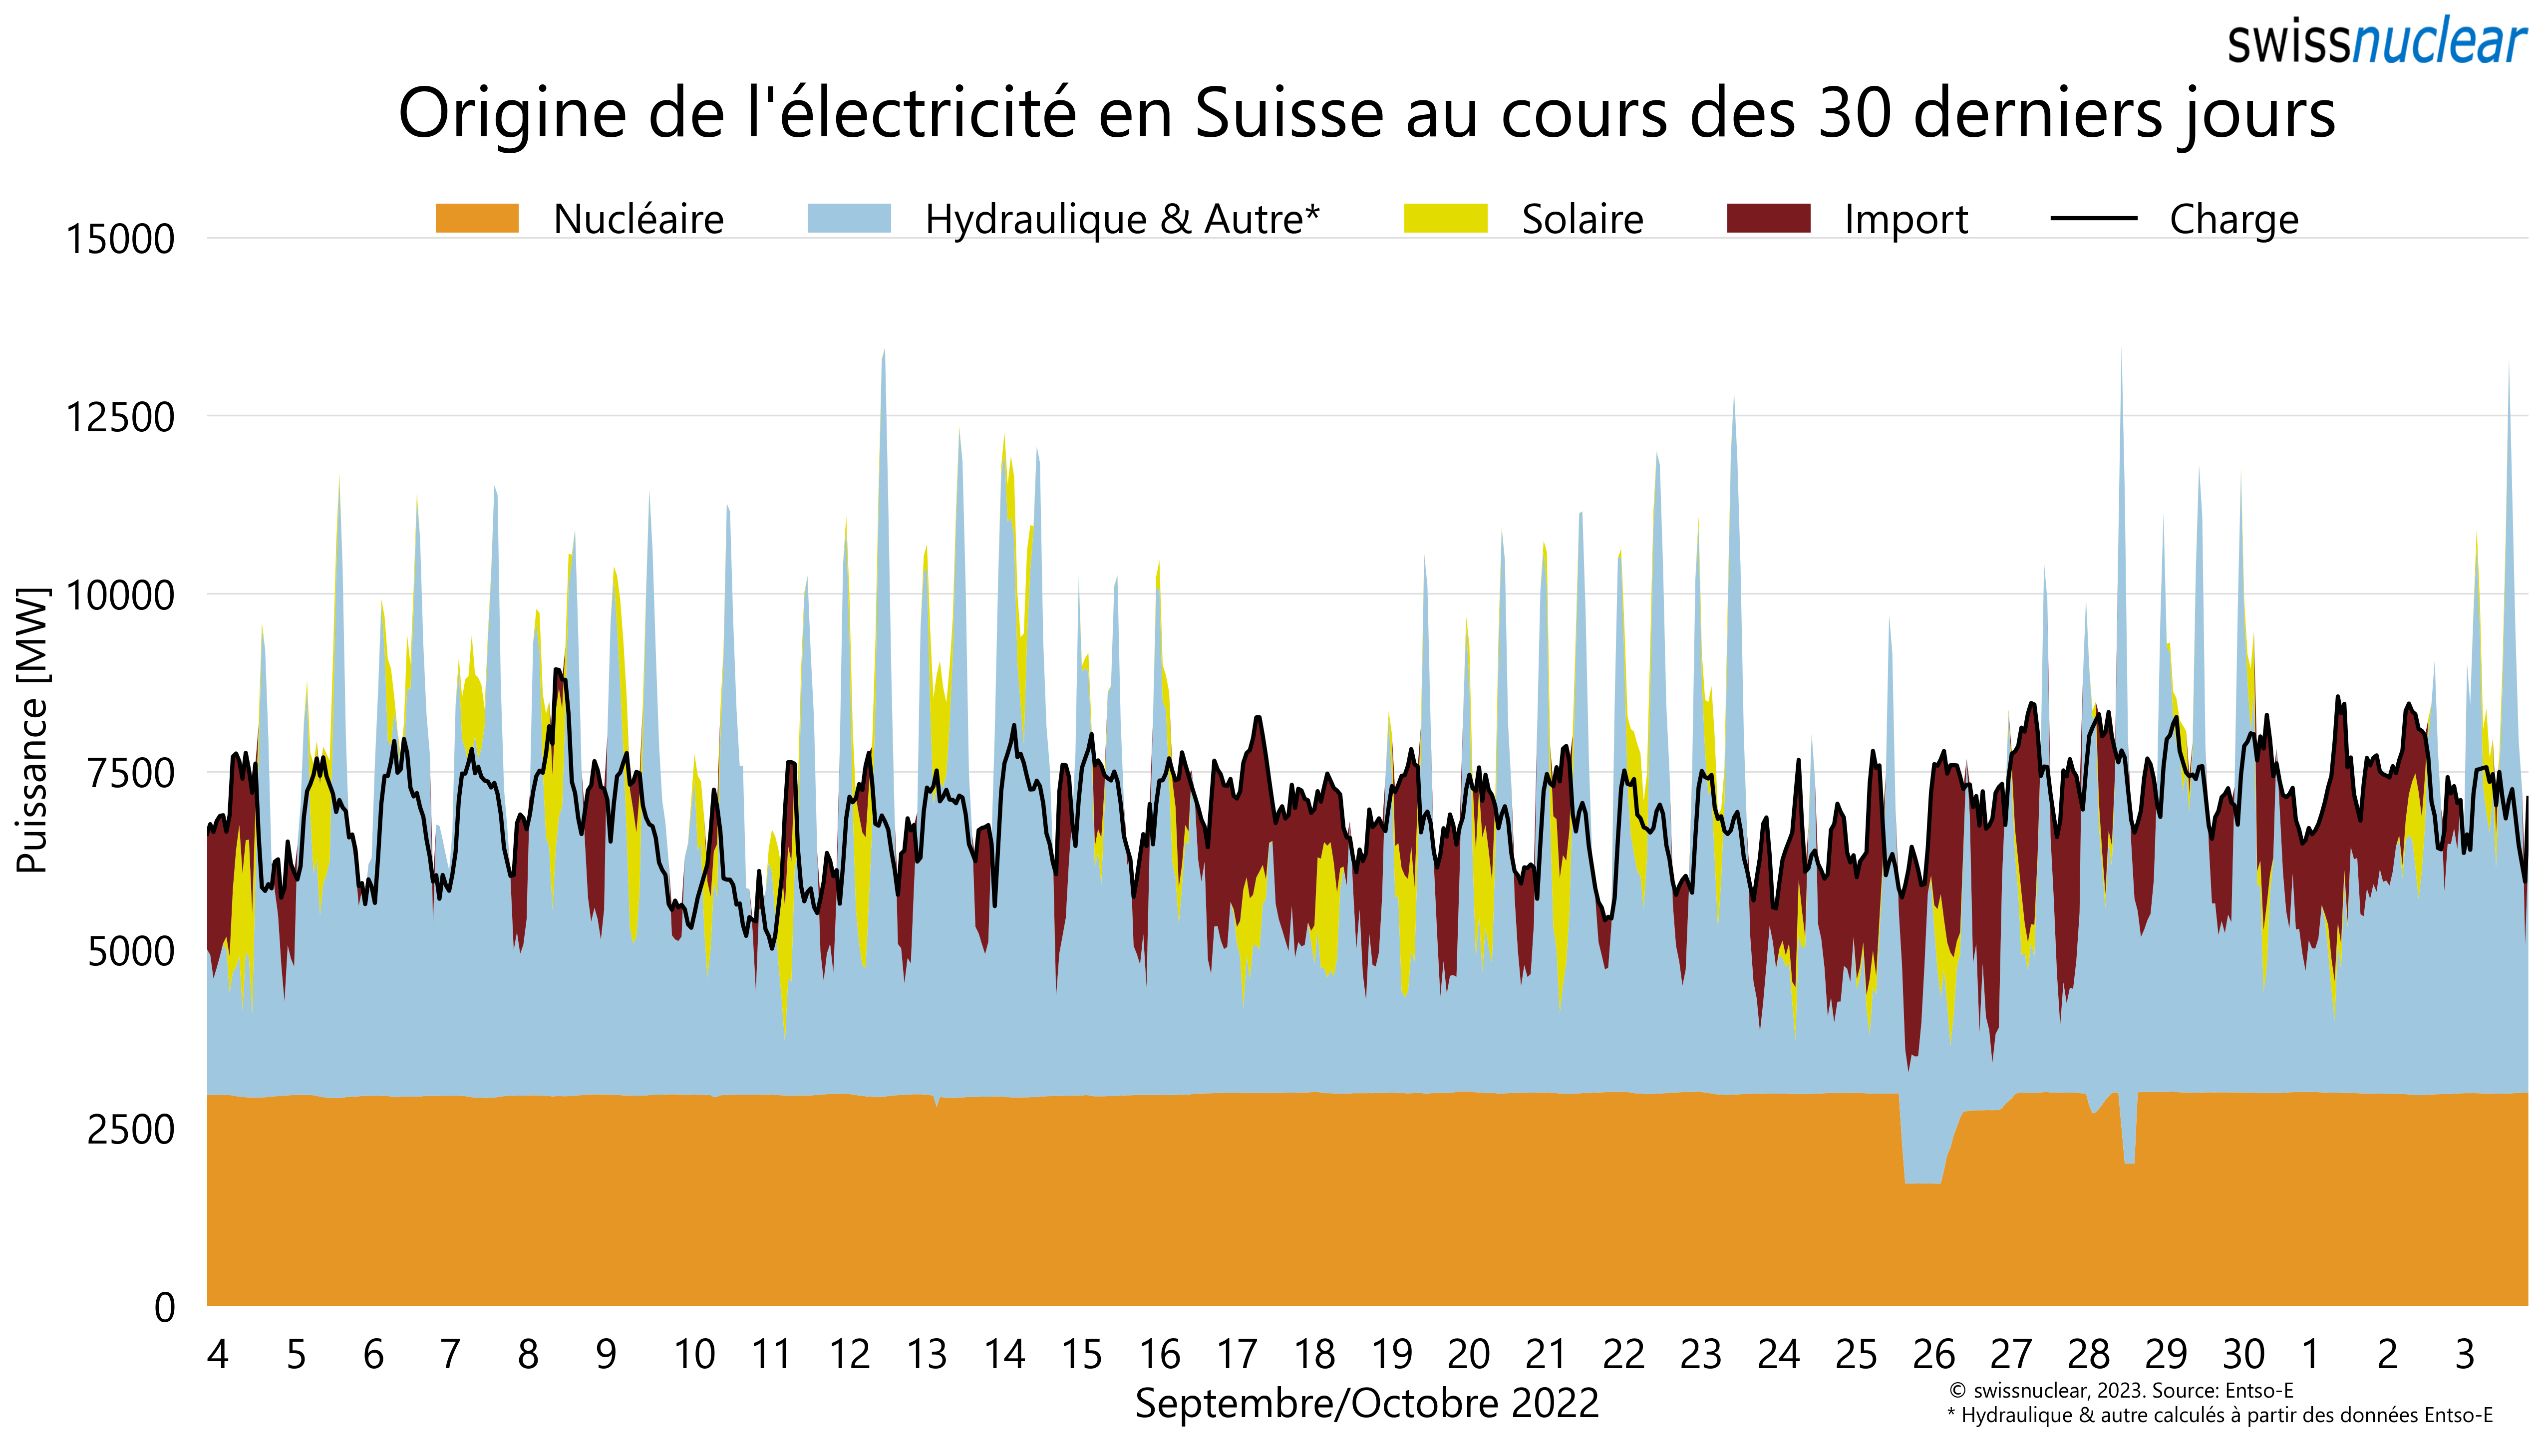 swissnuclear
Origine de l'électricité en Suisse au cours des 30 derniers jours
Nucléaire Hydraulique & Autre* Solaire Import Charge
15000
12500
10000
7500
5000
2500
0
Puissance [MW]
4 5 6 7 8 9 10 11 12 13 14 15 16 17 18 19 20 21 22 23 24 25 26 27 28 29 30 1 2 3
Septembre/Octobre 2022
© swissnuclear, 2023. Source: Entso-E
* Hydraulique & autre calculés à partir des données Entso-E